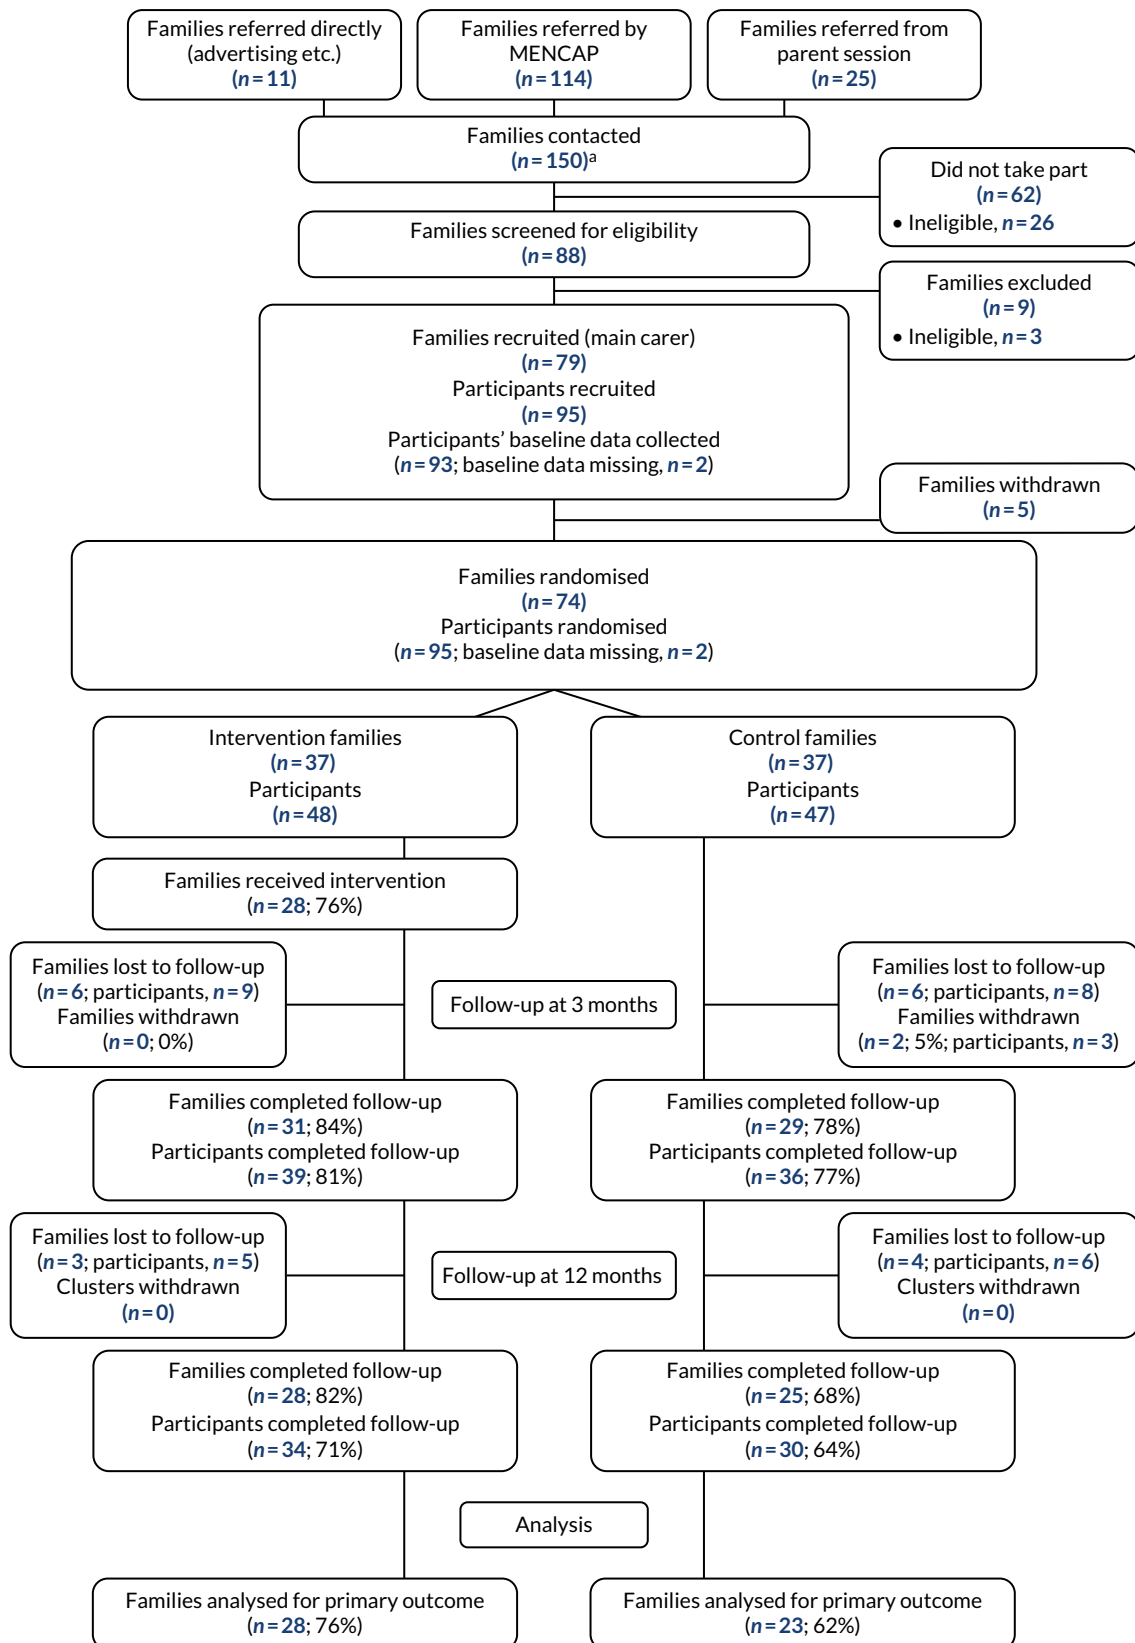 Families referred directly
(advertising etc.)
(n=11)
Families referred by
MENCAP
(n=114)
Families referred from
parent session
(n=25)
Families contacted
(n=150)a
Did not take part
(n=62)
• Ineligible, n=26
Families screened for eligibility
(n=88)
Families excluded
(n=9)
• Ineligible, n=3
Families recruited (main carer)
(n=79)
Participants recruited
(n=95)
Participants’ baseline data collected
(n=93; baseline data missing, n=2)
Families withdrawn
(n=5)
Families randomised
(n=74)
Participants randomised
(n=95; baseline data missing, n=2)
Intervention families
(n=37)
Participants
(n=48)
Control families
(n=37)
Participants
(n=47)
Families received intervention
(n=28; 76%)
Families lost to follow-up
(n=6; participants, n=9)
Families withdrawn
(n=0; 0%)
Follow-up at 3 months
Families lost to follow-up
(n=6; participants, n=8)
Families withdrawn
(n=2; 5%; participants, n=3)
Families completed follow-up
(n=31; 84%)
Participants completed follow-up
(n=39; 81%)
Families completed follow-up
(n=29; 78%)
Participants completed follow-up
(n=36; 77%)
Families lost to follow-up
(n=3; participants, n=5)
Clusters withdrawn
(n=0)
Follow-up at 12 months
Families lost to follow-up
(n=4; participants, n=6)
Clusters withdrawn
(n=0)
Families completed follow-up
(n=28; 82%)
Participants completed follow-up
(n=34; 71%)
Families completed follow-up
(n=25; 68%)
Participants completed follow-up
(n=30; 64%)
Analysis
Families analysed for primary outcome
(n=28; 76%)
Families analysed for primary outcome
(n=23; 62%)